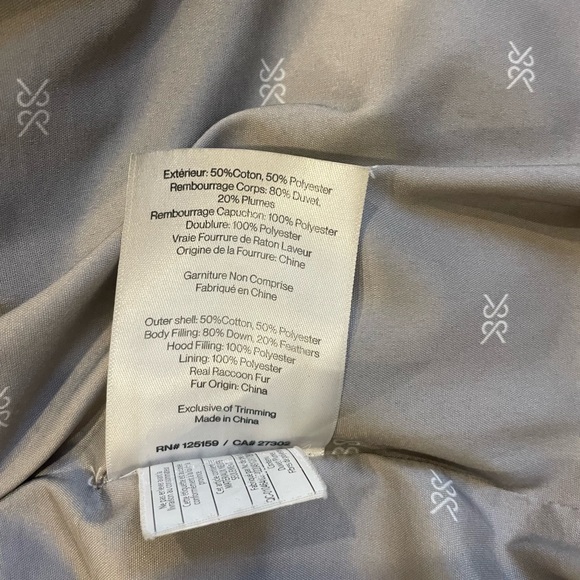 Extérieur: 50%Coton, 50% Polyester
Rembourrage Corps: 80% Duvet,
20% Plumes
Rembourrage Capuchon: 100% Polyester
Doublure: 100% Polyester
Vraie Fourrure de Raton Laveur
Origine de la Fourrure: Chine
Garniture Non Comprise
Fabriqué en Chine
Outer shell: 50%Cotton, 50% Polyester
Body Filling: 80% Down, 20% Feathers
Hood Filling: 100% Polyester
Lining: 100% Polyester
Real Raccoon Fur
Fur Origin: China
Exclusive of Trimming
Made in China
RN# 125159 / CA# 27302